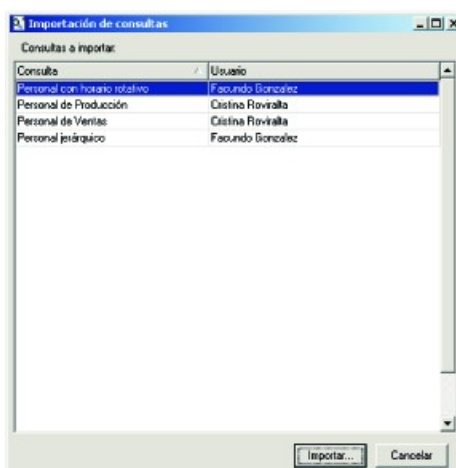 Importación de consultas
Consultas a importar:
Consulta Usuario
Personal con horario rotativo Facundo Gonzalez
Personal de Producción Cristina Roviralta
Personal de Ventas Cristina Roviralta
Personal jerárquico Facundo Gonzalez
Importar... Cancelar